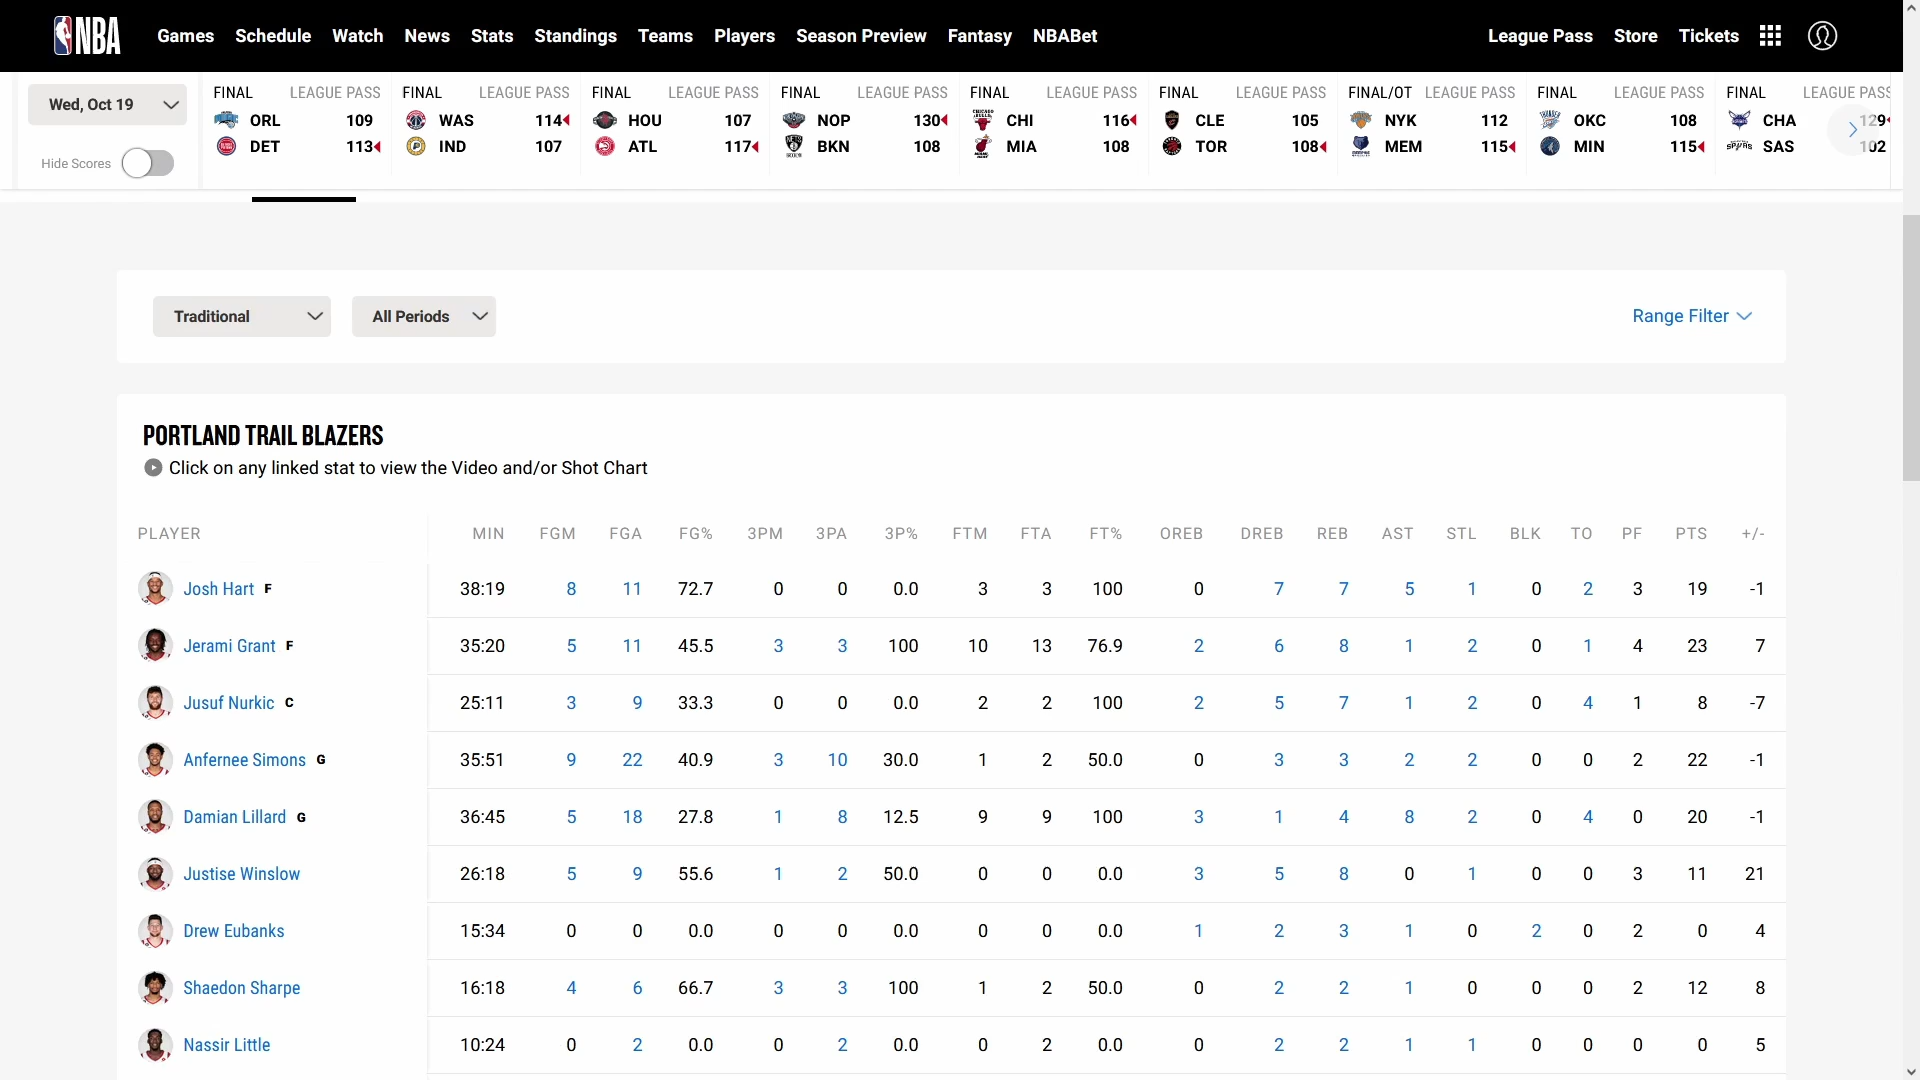 NBA Games Schedule Watch News Stats Standings Teams Players Season Preview Fantasy NBABet League Pass Store Tickets
Wed, Oct 19
Hide Scores
FINAL LEAGUE PASS
ORL 109
DET 113
FINAL LEAGUE PASS
WAS 114
IND 107
FINAL LEAGUE PASS
HOU 107
ATL 117
FINAL LEAGUE PASS
NOP 130
BKN 108
FINAL LEAGUE PASS
CHI 116
MIA 108
FINAL LEAGUE PASS
CLE 105
TOR 108
FINAL/OT LEAGUE PASS
NYK 112
MEM 115
FINAL LEAGUE PASS
OKC 108
MIN 115
FINAL LEAGUE PASS
CHA 129
SAS 102
Traditional All Periods Range Filter
PORTLAND TRAIL BLAZERS
Click on any linked stat to view the Video and/or Shot Chart
PLAYER MIN FGM FGA FG% 3PM 3PA 3P% FTM FTA FT% OREB DREB REB AST STL BLK TO PF PTS +/-
Josh Hart F 38:19 8 11 72.7 0 0 0.0 3 3 100 0 7 7 5 1 0 2 3 19 -1
Jerami Grant F 35:20 5 11 45.5 3 3 100 10 13 76.9 2 6 8 1 2 0 1 4 23 7
Jusuf Nurkic C 25:11 3 9 33.3 0 0 0.0 2 2 100 2 5 7 1 2 0 4 1 8 -7
Anfernee Simons G 35:51 9 22 40.9 3 10 30.0 1 2 50.0 0 3 3 2 2 0 0 2 22 -1
Damian Lillard G 36:45 5 18 27.8 1 8 12.5 9 9 100 3 1 4 8 2 0 4 0 20 -1
Justise Winslow 26:18 5 9 55.6 1 2 50.0 0 0 0.0 3 5 8 0 1 0 0 3 11 21
Drew Eubanks 15:34 0 0 0.0 0 0 0.0 0 0 0.0 1 2 3 1 0 2 0 2 0 4
Shaedon Sharpe 16:18 4 6 66.7 3 3 100 1 2 50.0 0 2 2 1 0 0 0 2 12 8
Nassir Little 10:24 0 2 0.0 0 2 0.0 0 2 0.0 0 2 2 1 1 0 0 0 0 5